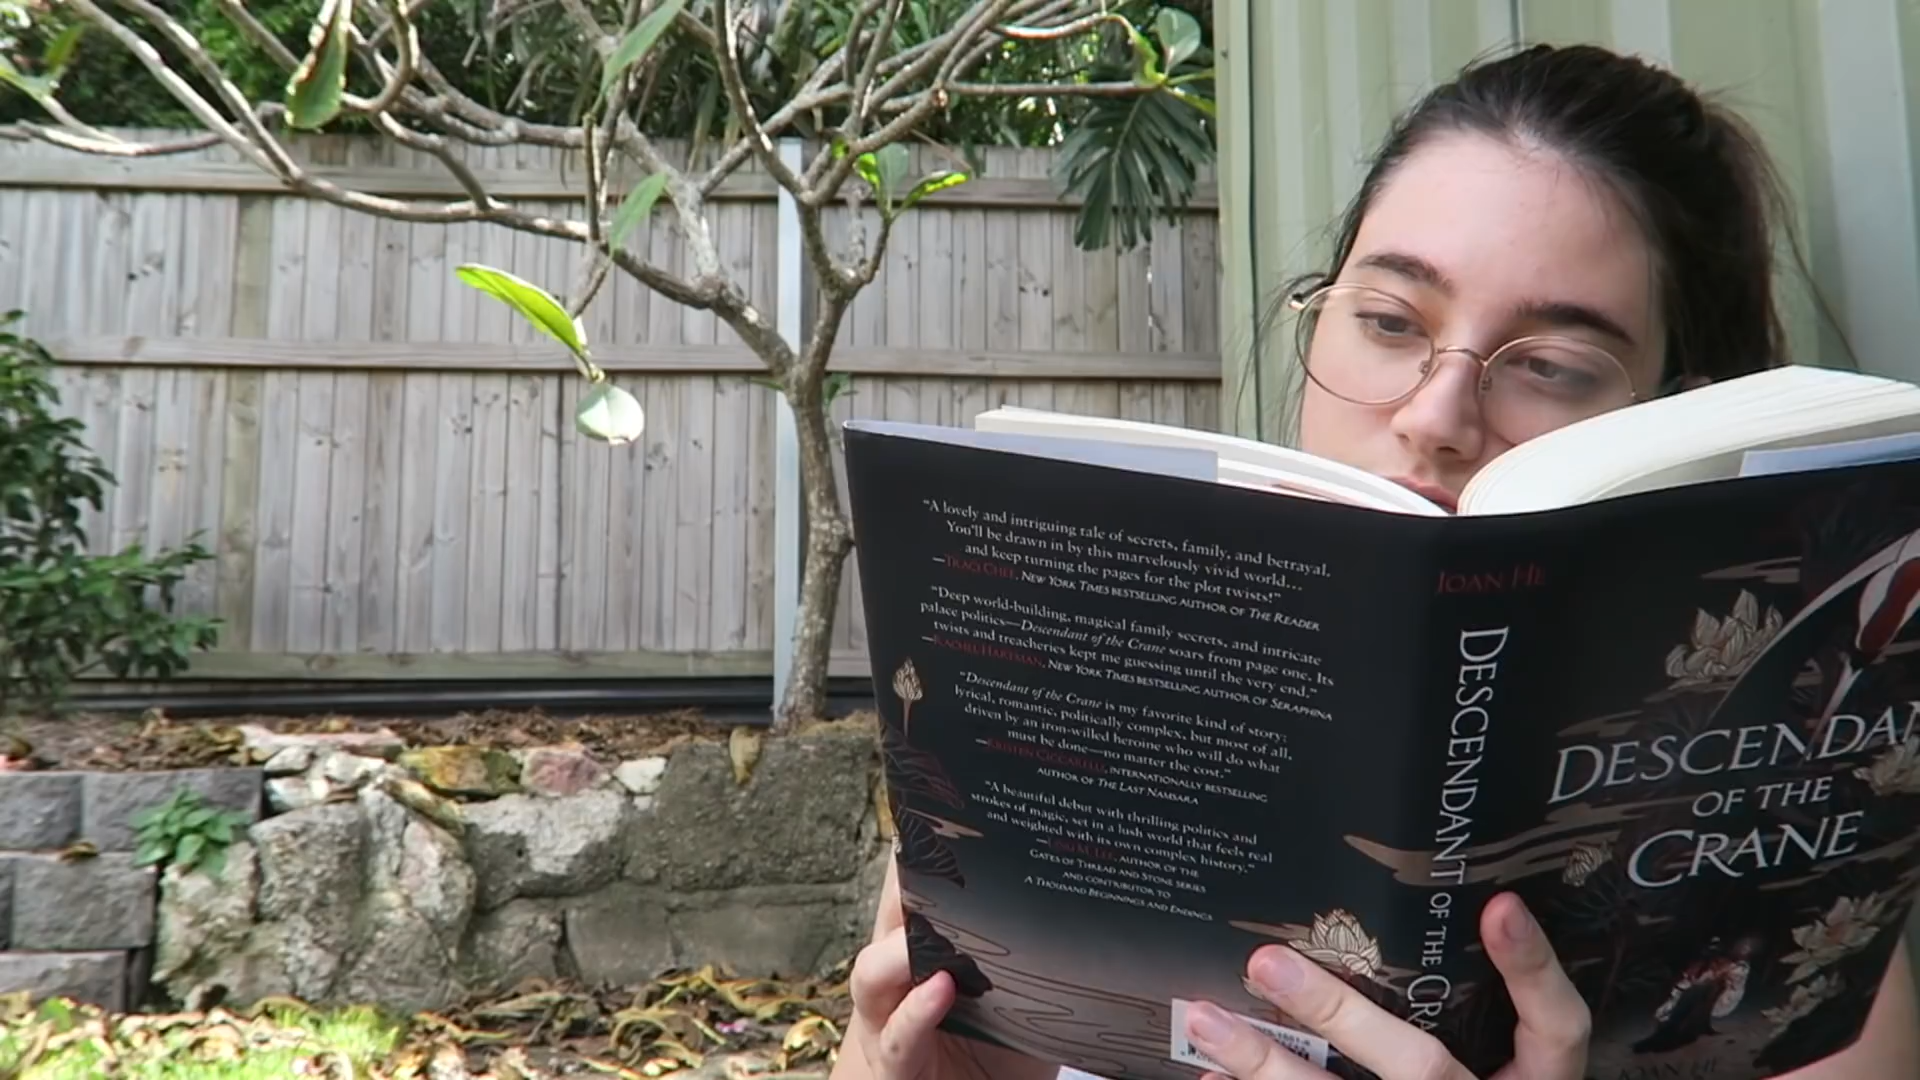 “A lovely and intriguing tale of secrets, family, and betrayal.
You'll be drawn in by this marvelously vivid world...
and keep turning the pages for the plot twists!”
—TRACI CHEE, NEW YORK TIMES BESTSELLING AUTHOR OF THE READER
“Deep world-building, magical family secrets, and intricate
palace politics—Descendant of the Crane soars from page one. Its
twists and treacheries kept me guessing until the very end.”
—RACHEL HARTMAN, NEW YORK TIMES BESTSELLING AUTHOR OF SERAPHINA
“Descendant of the Crane is my favorite kind of story:
lyrical, romantic, politically complex, but most of all,
driven by an iron-willed heroine who will do what
must be done—no matter the cost.”
—KRISTEN CICCARELLI, INTERNATIONALLY BESTSELLING
AUTHOR OF THE LAST NAMSARA
“A beautiful debut with thrilling politics and
strokes of magic, set in a lush world that feels real
and weighted with its own complex history.”
—LORI M. LEE, AUTHOR OF THE
GATES OF THREAD AND STONE SERIES
AND CONTRIBUTOR TO
A THOUSAND BEGINNINGS AND ENDINGS
JOAN HE
DESCENDANT OF THE CRA
DESCENDAN
OF THE
CRANE
JOAN HE